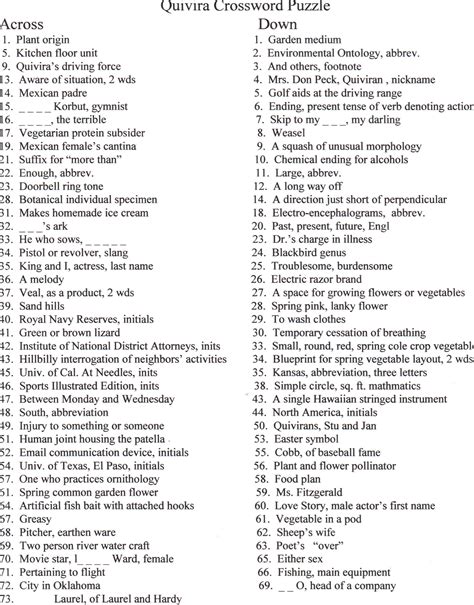 Quivira Crossword Puzzle
Across
1. Plant origin
5. Kitchen floor unit
9. Quivira's driving force
13. Aware of situation, 2 wds
14. Mexican padre
15. _ _ _ _ Korbut, gymnist
16. _ _ _ _, the terrible
17. Vegetarian protein subsider
19. Mexican female's cantina
21. Suffix for "more than"
22. Enough, abbrev.
23. Doorbell ring tone
28. Botanical individual specimen
31. Makes homemade ice cream
32. _ _ _'s ark
33. He who sows, _ _ _ _ _
34. Pistol or revolver, slang
35. King and I, actress, last name
36. A melody
37. Veal, as a product, 2 wds
39. Sand hills
40. Royal Navy Reserves, initials
41. Green or brown lizard
42. Institute of National District Attorneys, inits
43. Hillbilly interrogation of neighbors' activities
45. Univ. of Cal. At Needles, inits
46. Sports Illustrated Edition, inits
47. Between Monday and Wednesday
48. South, abbreviation
49. Injury to something or someone
51. Human joint housing the patella
52. Email communication device, initials
54. Univ. of Texas, El Paso, initials
57. One who practices ornithology
61. Spring common garden flower
64. Artificial fish bait with attached hooks
67. Greasy
68. Pitcher, earthen ware
69. Two person river water craft
70. Movie star, l_ _ _ _ Ward, female
71. Pertaining to flight
72. City in Oklahoma
73. Laurel, of Laurel and Hardy
Down
1. Garden medium
2. Environmental Ontology, abbrev.
3. And others, footnote
4. Mrs. Don Peck, Quiviran , nickname
5. Golf aids at the driving range
6. Ending, present tense of verb denoting action
7. Skip to my _ _ _, my darling
8. Weasel
9. A squash of unusual morphology
10. Chemical ending for alcohols
11. Large, abbrev.
12. A long way off
14. A direction just short of perpendicular
18. Electro-encephalograms, abbrev.
20. Past, present, future, Engl
23. Dr.'s charge in illness
24. Blackbird genus
25. Troublesome, burdensome
26. Electric razor brand
27. A space for growing flowers or vegetables
28. Spring pink, lanky flower
29. To wash clothes
30. Temporary cessation of breathing
33. Small, round, red, spring cole crop vegetabl
34. Blueprint for spring vegetable layout, 2 wds
35. Kansas, abbreviation, three letters
38. Simple circle, sq. ft. mathmatics
43. A single Hawaiian stringed instrument
44. North America, initials
50. Quivirans, Stu and Jan
53. Easter symbol
55. Cobb, of baseball fame
56. Plant and flower pollinator
58. Food plan
59. Ms. Fitzgerald
60. Love Story, male actor's first name
61. Vegetable in a pod
62. Sheep's wife
63. Poet's "over"
65. Either sex
66. Fishing, main equipment
69. _ _ O, head of a company